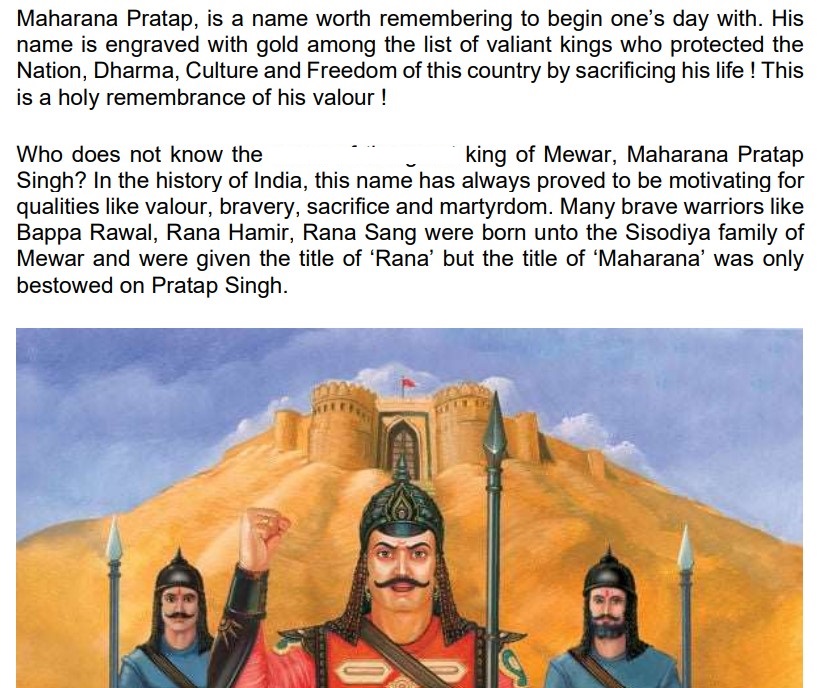 Maharana Pratap, is a name worth remembering to begin one’s day with. His
name is engraved with gold among the list of valiant kings who protected the
Nation, Dharma, Culture and Freedom of this country by sacrificing his life ! This
is a holy remembrance of his valour !
Who does not know the king of Mewar, Maharana Pratap
Singh? In the history of India, this name has always proved to be motivating for
qualities like valour, bravery, sacrifice and martyrdom. Many brave warriors like
Bappa Rawal, Rana Hamir, Rana Sang were born unto the Sisodiya family of
Mewar and were given the title of ‘Rana’ but the title of ‘Maharana’ was only
bestowed on Pratap Singh.